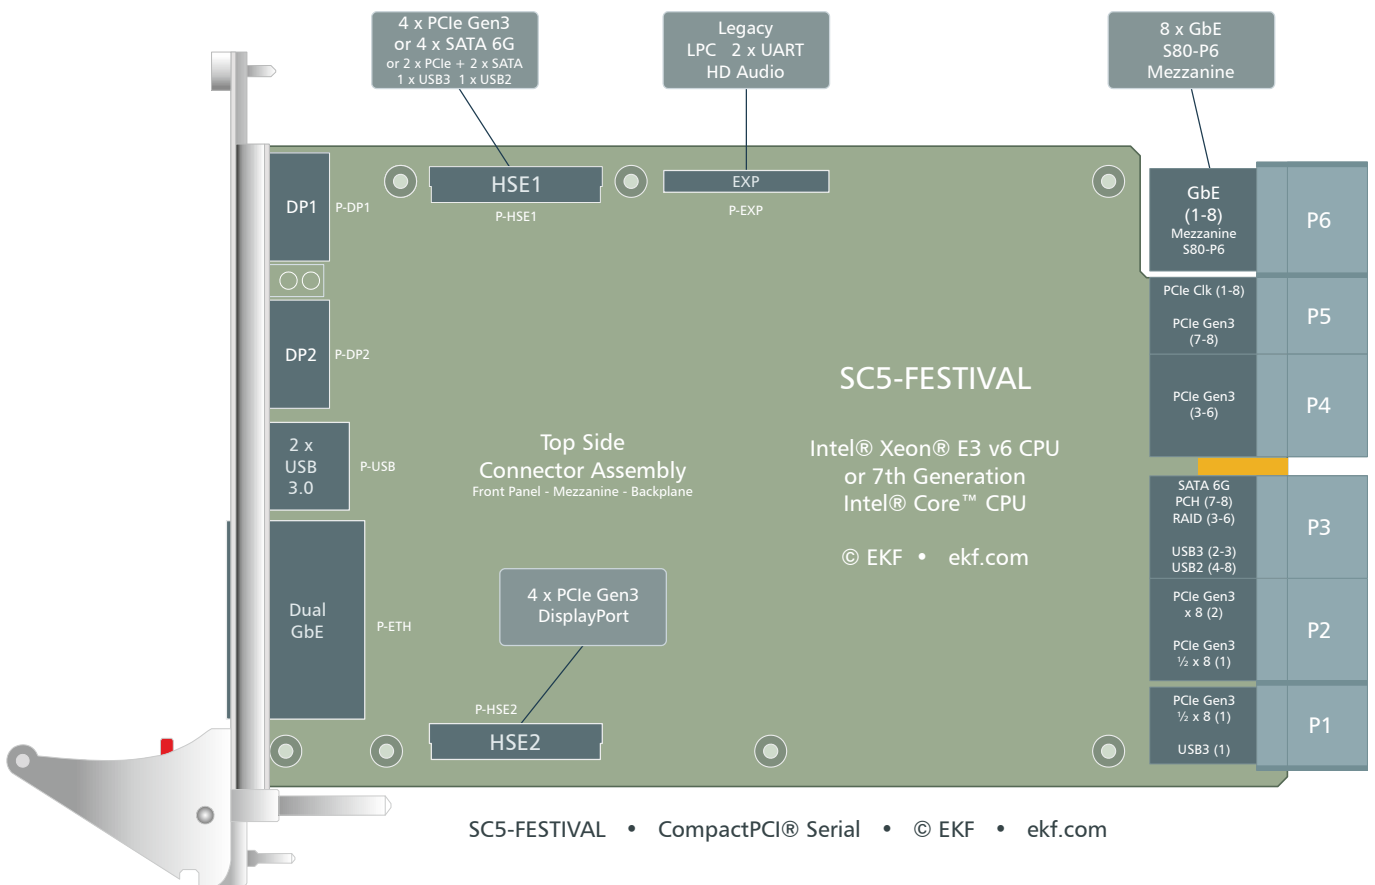 4 x PCIe Gen3
or 4 x SATA 6G
or 2 x PCIe + 2 x SATA
1 x USB3 1 x USB2
Legacy
LPC 2 x UART
HD Audio
8 x GbE
S80-P6
Mezzanine
DP1
P-DP1
HSE1
P-HSE1
EXP
P-EXP
GbE
(1-8)
Mezzanine
S80-P6
P6
PCIe Clk (1-8)
PCIe Gen3
(7-8)
P5
DP2
P-DP2
PCIe Gen3
(3-6)
P4
SC5-FESTIVAL
Intel® Xeon® E3 v6 CPU
or 7th Generation
Intel® Core™ CPU
© EKF • ekf.com
Top Side
Connector Assembly
Front Panel - Mezzanine - Backplane
2 x
USB
3.0
P-USB
SATA 6G
PCH (7-8)
RAID (3-6)
USB3 (2-3)
USB2 (4-8)
P3
Dual
GbE
P-ETH
4 x PCIe Gen3
DisplayPort
PCIe Gen3
x 8 (2)
PCIe Gen3
½ x 8 (1)
P2
P-HSE2
HSE2
PCIe Gen3
½ x 8 (1)
USB3 (1)
P1
SC5-FESTIVAL • CompactPCI® Serial • © EKF • ekf.com